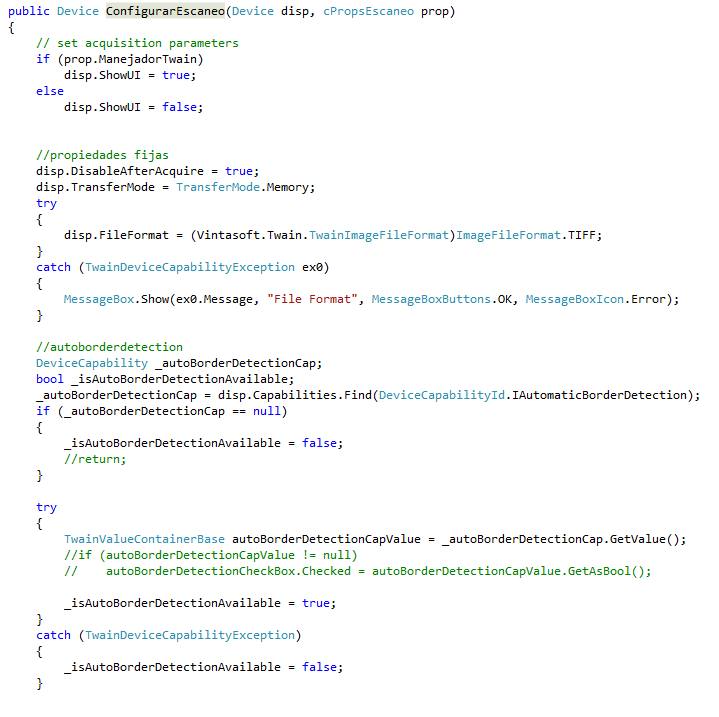 public Device ConfigurarEscaneo(Device disp, cPropsEscaneo prop)
{
    // set acquisition parameters
    if (prop.ManejadorTwain)
        disp.ShowUI = true;
    else
        disp.ShowUI = false;

    //propiedades fijas
    disp.DisableAfterAcquire = true;
    disp.TransferMode = TransferMode.Memory;
    try
    {
        disp.FileFormat = (Vintasoft.Twain.TwainImageFileFormat)ImageFileFormat.TIFF;
    }
    catch (TwainDeviceCapabilityException ex0)
    {
        MessageBox.Show(ex0.Message, "File Format", MessageBoxButtons.OK, MessageBoxIcon.Error);
    }

    //autoborderdetection
    DeviceCapability _autoBorderDetectionCap;
    bool _isAutoBorderDetectionAvailable;
    _autoBorderDetectionCap = disp.Capabilities.Find(DeviceCapabilityId.IAutomaticBorderDetection);
    if (_autoBorderDetectionCap == null)
    {
        _isAutoBorderDetectionAvailable = false;
        //return;
    }

    try
    {
        TwainValueContainerBase autoBorderDetectionCapValue = _autoBorderDetectionCap.GetValue();
        //if (autoBorderDetectionCapValue != null)
        //    autoBorderDetectionCheckBox.Checked = autoBorderDetectionCapValue.GetAsBool();

        _isAutoBorderDetectionAvailable = true;
    }
    catch (TwainDeviceCapabilityException)
    {
        _isAutoBorderDetectionAvailable = false;
    }